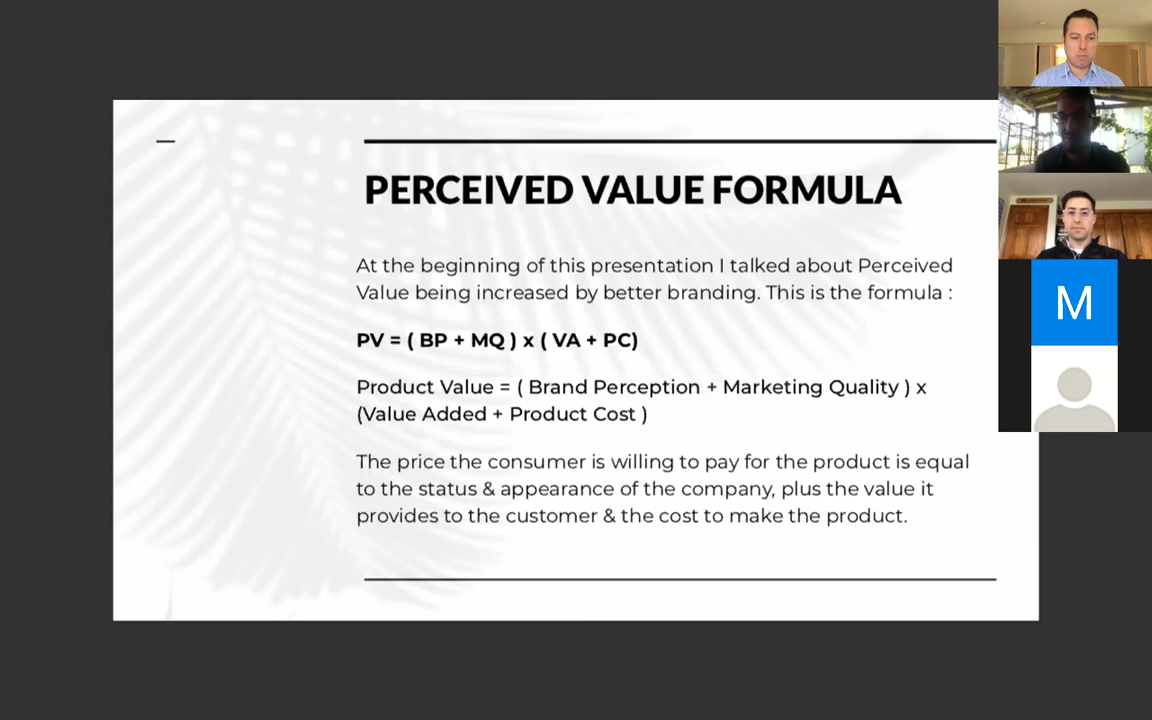 PERCEIVED VALUE FORMULA
At the beginning of this presentation I talked about Perceived
Value being increased by better branding. This is the formula :
PV = ( BP + MQ ) x ( VA + PC)
Product Value = ( Brand Perception + Marketing Quality ) x
(Value Added + Product Cost )
The price the consumer is willing to pay for the product is equal
to the status & appearance of the company, plus the value it
provides to the customer & the cost to make the product.
M